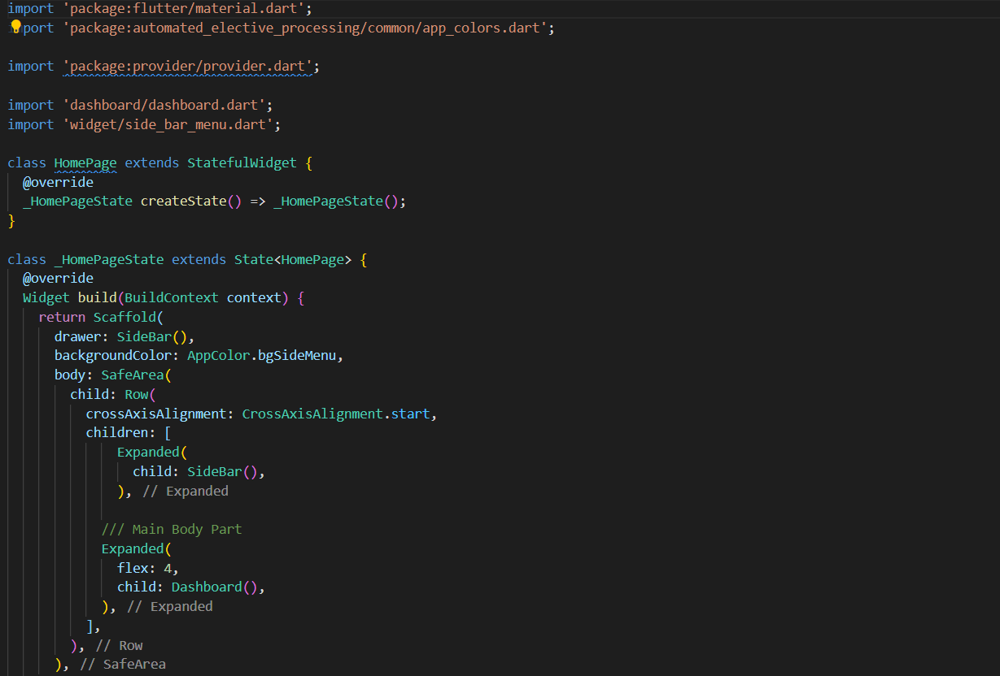 import 'package:flutter/material.dart';
import 'package:automated_elective_processing/common/app_colors.dart';

import 'package:provider/provider.dart';

import 'dashboard/dashboard.dart';
import 'widget/side_bar_menu.dart';

class HomePage extends StatefulWidget {
  @override
  _HomePageState createState() => _HomePageState();
}

class _HomePageState extends State<HomePage> {
  @override
  Widget build(BuildContext context) {
    return Scaffold(
      drawer: SideBar(),
      backgroundColor: AppColor.bgSideMenu,
      body: SafeArea(
        child: Row(
          crossAxisAlignment: CrossAxisAlignment.start,
          children: [
              Expanded(
                child: SideBar(),
              ), // Expanded

            /// Main Body Part
            Expanded(
              flex: 4,
              child: Dashboard(),
            ), // Expanded
          ],
        ), // Row
      ), // SafeArea